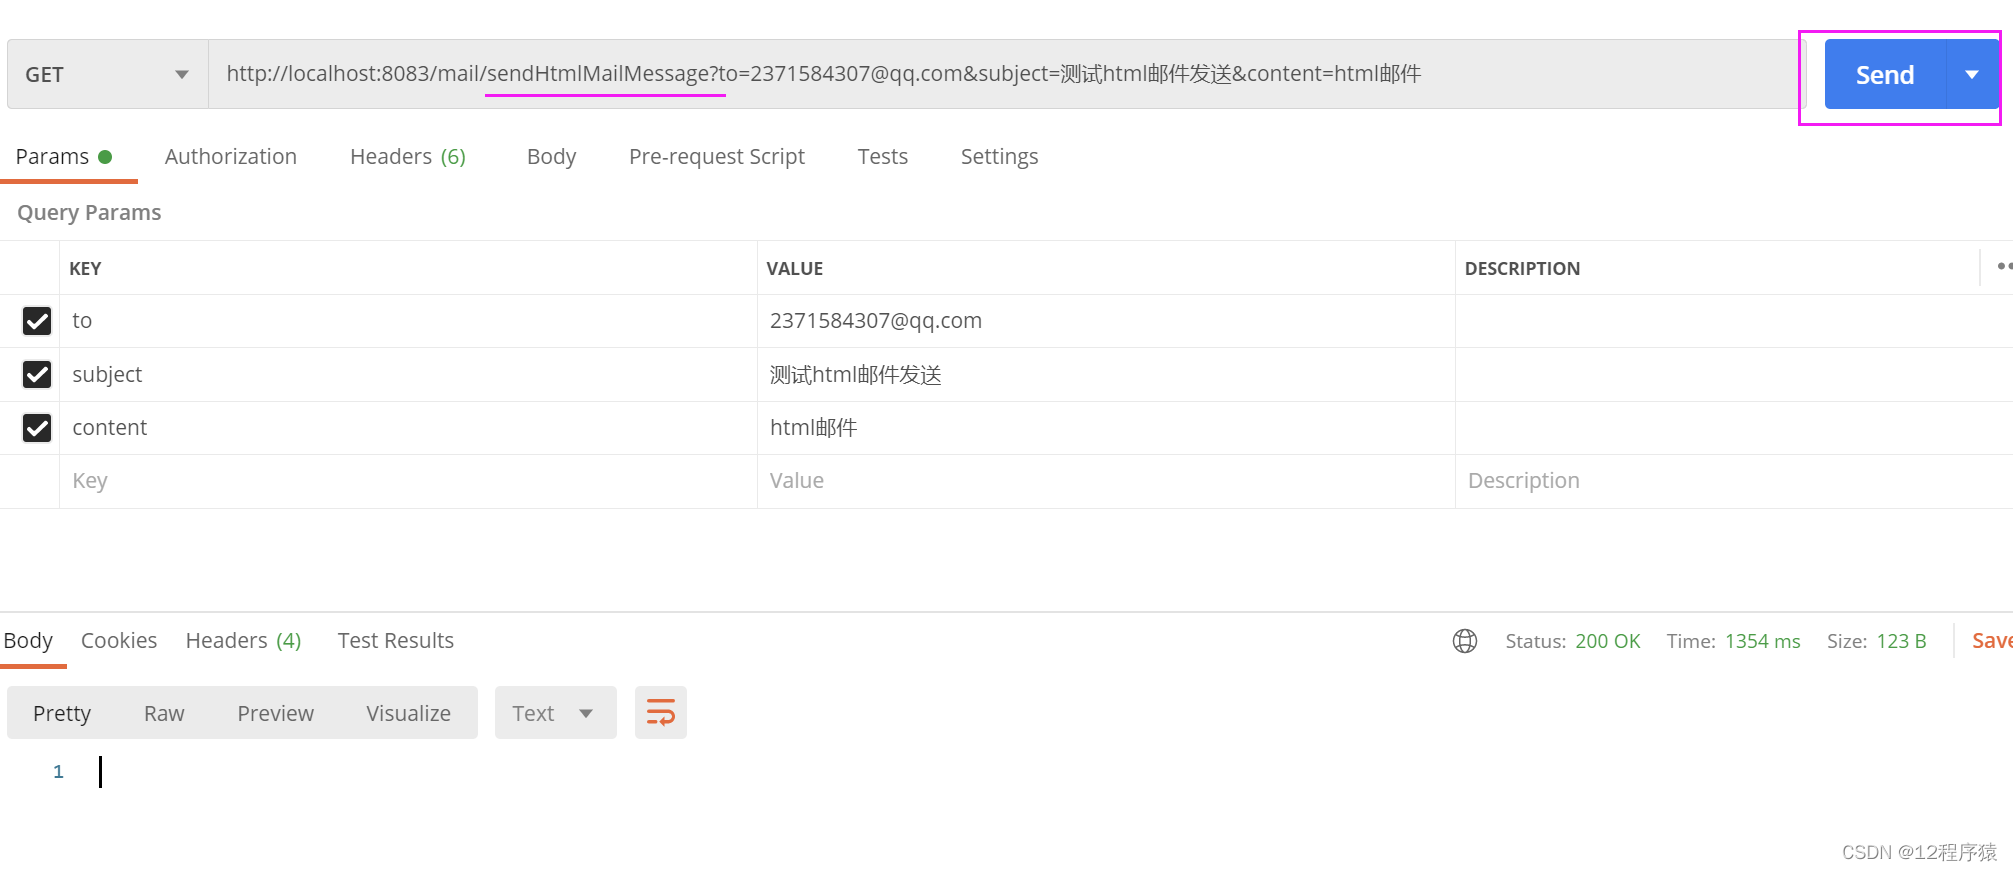 GET http://localhost:8083/mail/sendHtmlMailMessage?to=2371584307@qq.com&subject=测试html邮件发送&content=html邮件 Send
Params Authorization Headers (6) Body Pre-request Script Tests Settings
Query Params
KEY VALUE DESCRIPTION
to 2371584307@qq.com
subject 测试html邮件发送
content html邮件
Key Value Description
Body Cookies Headers (4) Test Results Status: 200 OK Time: 1354 ms Size: 123 B Save
Pretty Raw Preview Visualize Text
1
CSDN @12程序猿